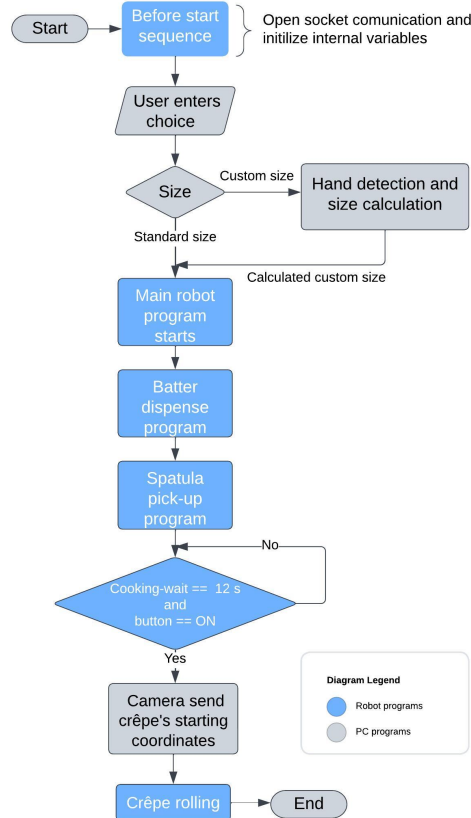 Start
Before start
sequence
Open socket comunication and
initilize internal variables
User enters
choice
Size
Custom size
Hand detection and
size calculation
Standard size
Calculated custom size
Main robot
program
starts
Batter
dispense
program
Spatula
pick-up
program
No
Cooking-wait == 12 s
and
button == ON
Yes
Camera send
crêpe's starting
coordinates
Diagram Legend
Robot programs
PC programs
Crêpe rolling
End